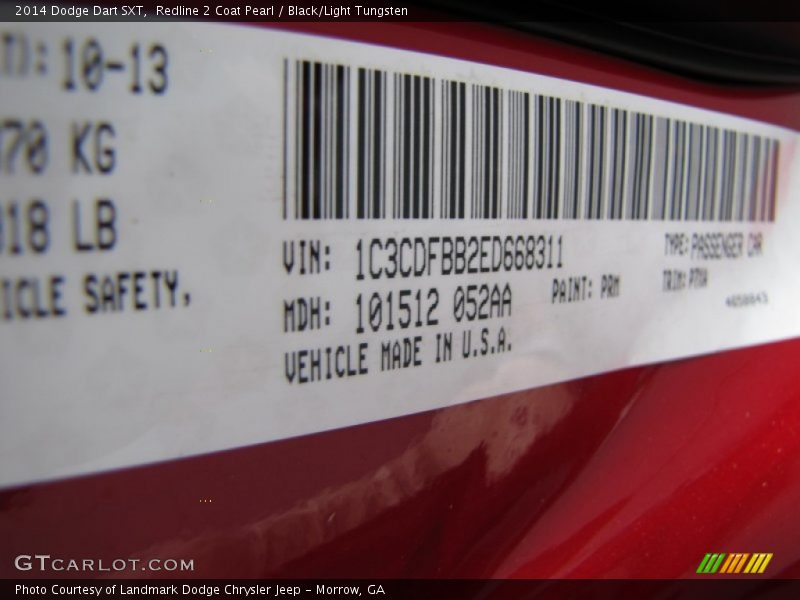 2014 Dodge Dart SXT,  Redline 2 Coat Pearl / Black/Light Tungsten
10-13
70 KG
18 LB
ICLE SAFETY,
VIN: 1C3CDFBB2ED668311
TYPE: PASSENGER CAR
MDH: 101512 052AA
PAINT: PRM
TRIM:
VEHICLE MADE IN U.S.A.
GTCARLOT.COM
Photo Courtesy of Landmark Dodge Chrysler Jeep - Morrow, GA